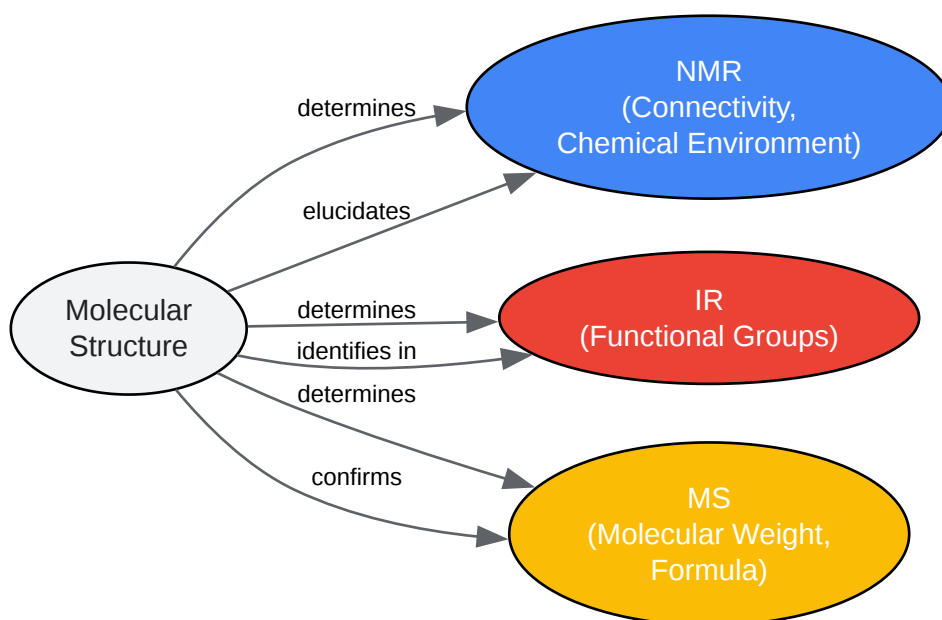 NMR
(Connectivity,
Chemical Environment)
determines
elucidates
Molecular
Structure
determines
identifies in
determines
IR
(Functional Groups)
confirms
MS
(Molecular Weight,
Formula)